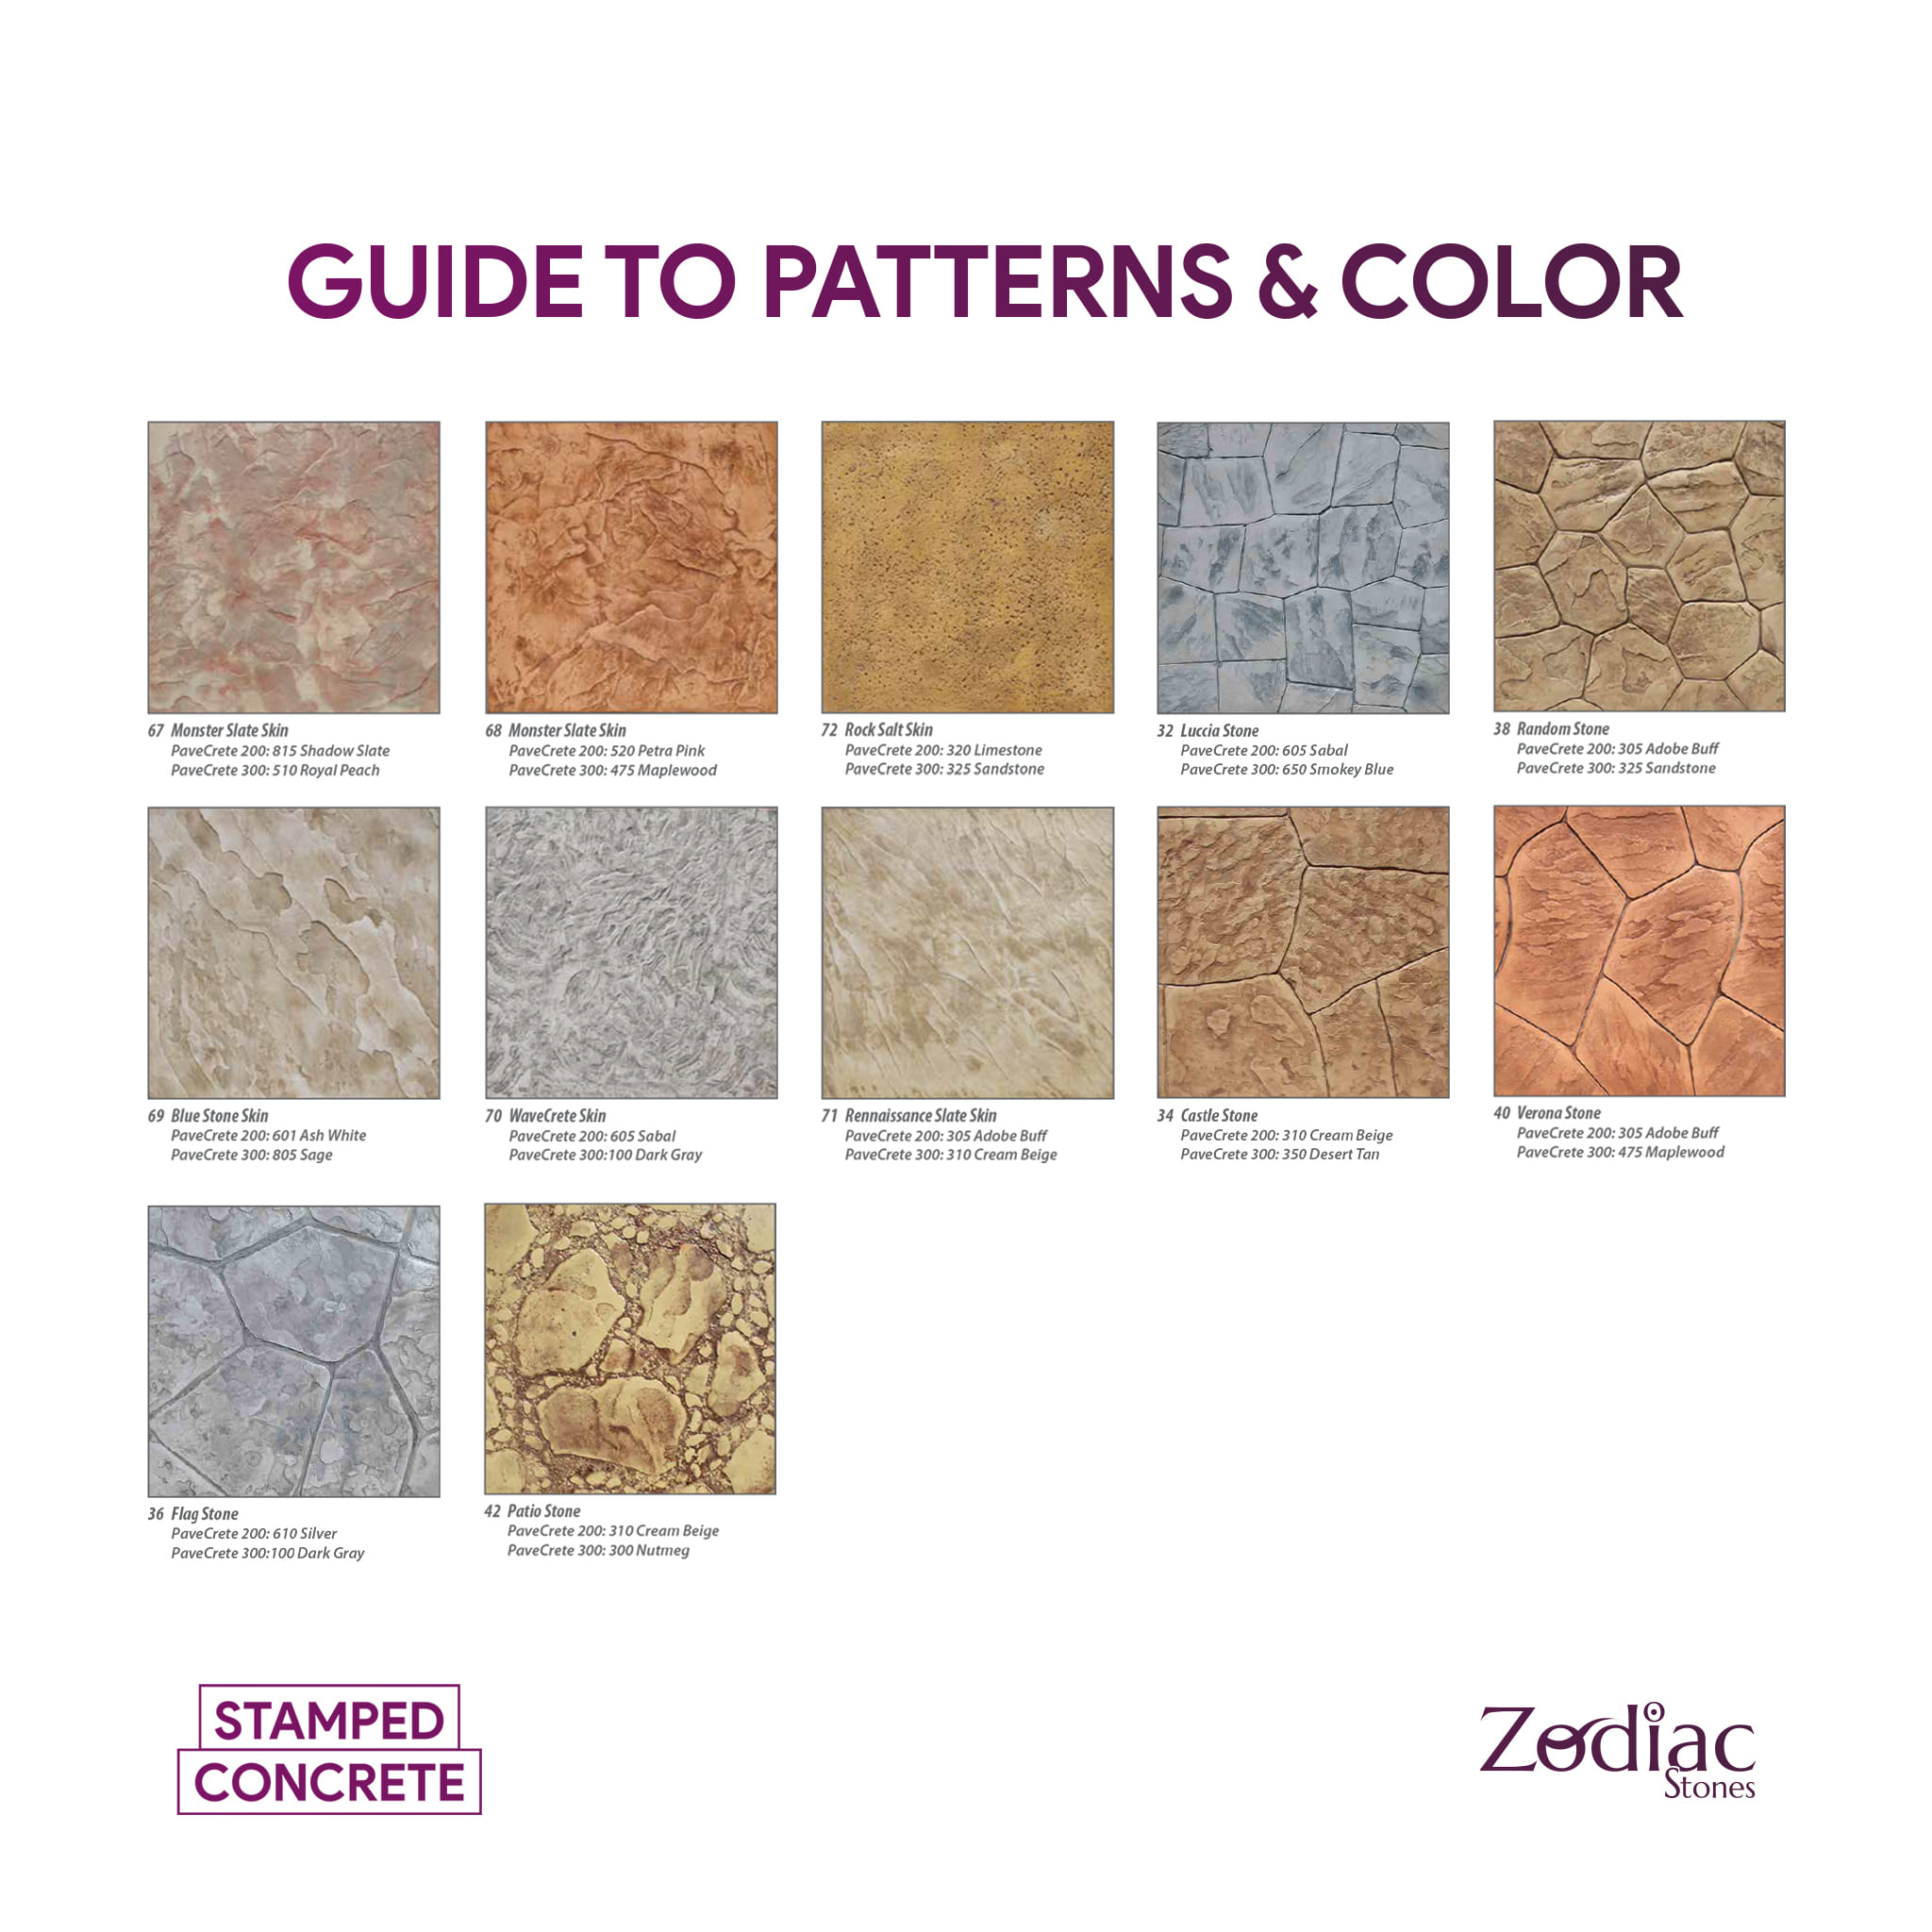 GUIDE TO PATTERNS & COLOR
67 Monster Slate Skin
PaveCrete 200: 815 Shadow Slate
PaveCrete 300: 510 Royal Peach
68 Monster Slate Skin
PaveCrete 200: 520 Petra Pink
PaveCrete 300: 475 Maplewood
72 Rock Salt Skin
PaveCrete 200: 320 Limestone
PaveCrete 300: 325 Sandstone
32 Luccia Stone
PaveCrete 200: 605 Sabal
PaveCrete 300: 650 Smokey Blue
38 Random Stone
PaveCrete 200: 305 Adobe Buff
PaveCrete 300: 325 Sandstone
69 Blue Stone Skin
PaveCrete 200: 601 Ash White
PaveCrete 300: 805 Sage
70 WaveCrete Skin
PaveCrete 200: 605 Sabal
PaveCrete 300:100 Dark Gray
71 Rennaissance Slate Skin
PaveCrete 200: 305 Adobe Buff
PaveCrete 300: 310 Cream Beige
34 Castle Stone
PaveCrete 200: 310 Cream Beige
PaveCrete 300: 350 Desert Tan
40 Verona Stone
PaveCrete 200: 305 Adobe Buff
PaveCrete 300: 475 Maplewood
36 Flag Stone
PaveCrete 200: 610 Silver
PaveCrete 300:100 Dark Gray
42 Patio Stone
PaveCrete 200: 310 Cream Beige
PaveCrete 300: 300 Nutmeg
STAMPED
CONCRETE
Zodiac
Stones